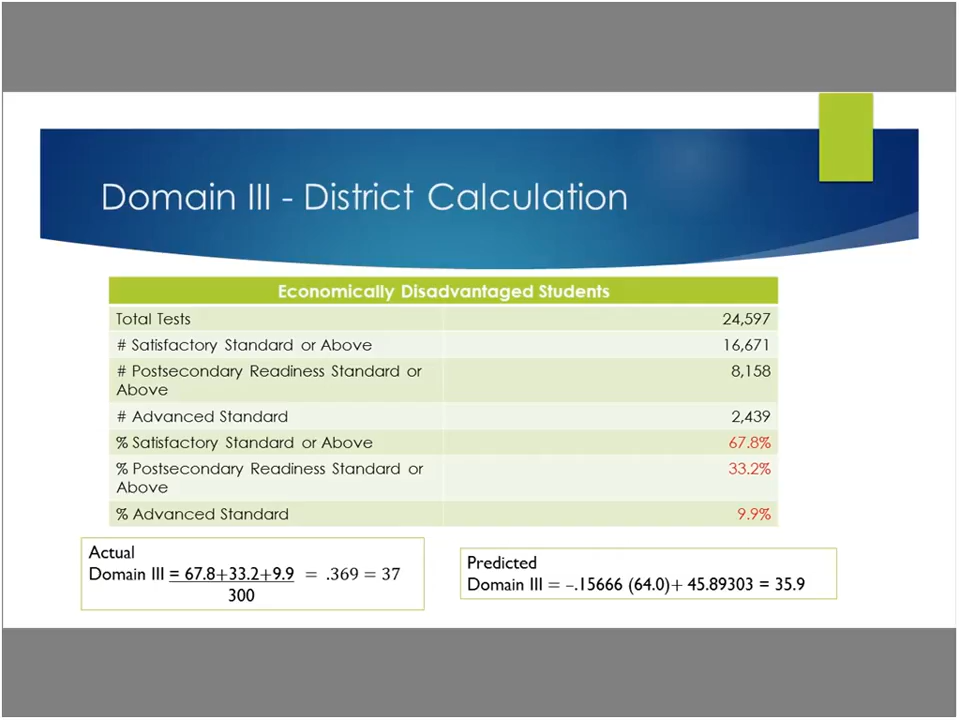 Domain III - District Calculation
Economically Disadvantaged Students
Total Tests 24,597
# Satisfactory Standard or Above 16,671
# Postsecondary Readiness Standard or 8,158
Above
# Advanced Standard 2,439
% Satisfactory Standard or Above 67.8%
% Postsecondary Readiness Standard or 33.2%
Above
% Advanced Standard 9.9%
Actual
Domain III = 67.8+33.2+9.9 = .369 = 37
300
Predicted
Domain III = –.15666 (64.0)+ 45.89303 = 35.9